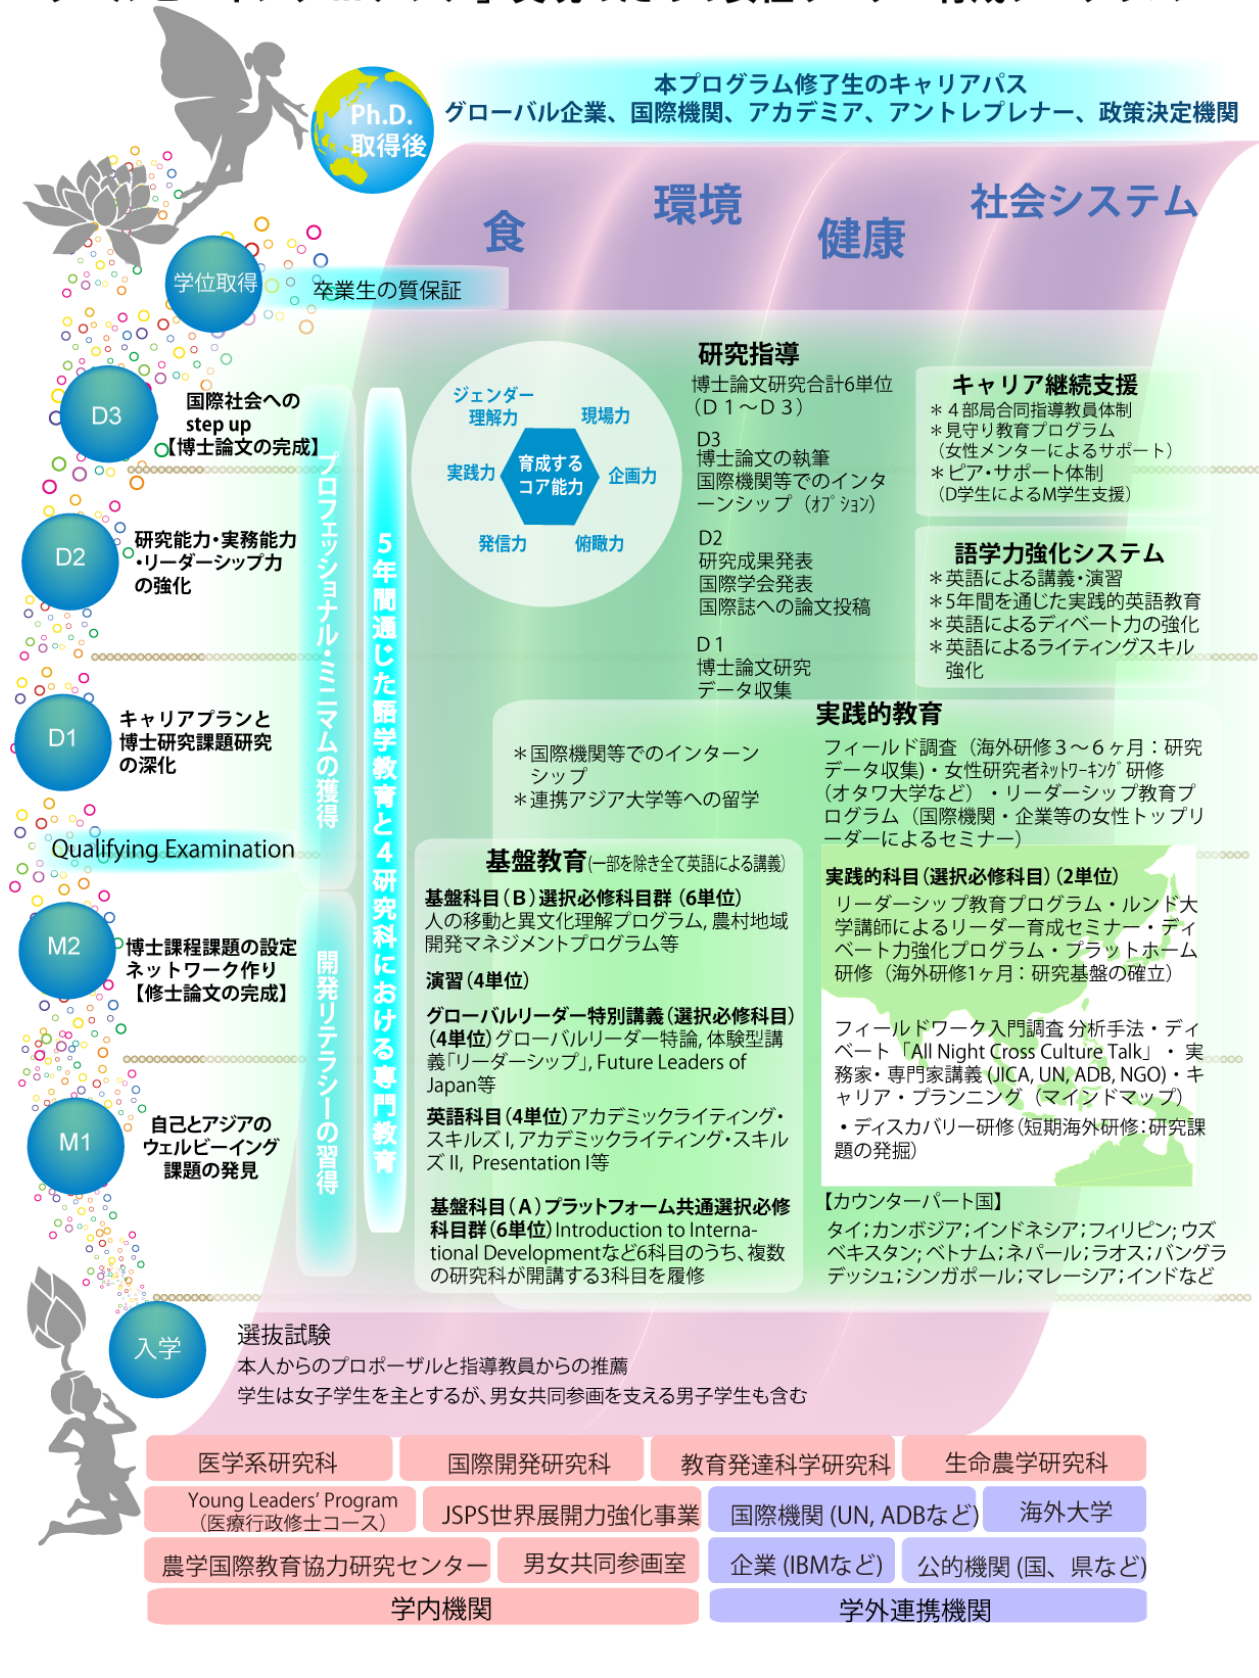 Ph.D.
取得後
本プログラム修了生のキャリアパス
グローバル企業、国際機関、アカデミア、アントレプレナー、政策決定機関
食
環境
健康
社会システム
学位取得
卒業生の質保証
D3
国際社会への
step up
【博士論文の完成】
D2
研究能力・実務能力
・リーダーシップ力
の強化
D1
キャリアプランと
博士研究課題研究
の深化
Qualifying Examination
M2
博士課程課題の設定
ネットワーク作り
【修士論文の完成】
M1
自己とアジアの
ウェルビーイング
課題の発見
プロフェッショナル・ミニマムの獲得
開発リテラシーの習得
5年間通じた語学教育と4研究科における専門教育
ジェンダー
理解力
現場力
実践力
育成する
コア能力
企画力
発信力
俯瞰力
研究指導
博士論文研究合計6単位
（D１～D３）
D3
博士論文の執筆
国際機関等でのインタ
ーンシップ（ｵﾌﾟｼｮﾝ）
D2
研究成果発表
国際学会発表
国際誌への論文投稿
D１
博士論文研究
データ収集
キャリア継続支援
＊４部局合同指導教員体制
＊見守り教育プログラム
（女性メンターによるサポート）
＊ピア・サポート体制
（D学生によるM学生支援）
語学力強化システム
＊英語による講義・演習
＊5年間を通じた実践的英語教育
＊英語によるディベート力の強化
＊英語によるライティングスキル
強化
実践的教育
＊国際機関等でのインターン
シップ
＊連携アジア大学等への留学
フィールド調査（海外研修３～６ヶ月：研究
データ収集）・女性研究者ﾈｯﾄﾜｰｷﾝｸﾞ研修
（オタワ大学など）・リーダーシップ教育プ
ログラム（国際機関・企業等の女性トップリ
ーダーによるセミナー）
基盤教育（一部を除き全て英語による講義）
基盤科目（B）選択必修科目群（6単位）
人の移動と異文化理解プログラム, 農村地域
開発マネジメントプログラム等
演習（4単位）
グローバルリーダー特別講義（選択必修科目）
（4単位）グローバルリーダー特論, 体験型講
義「リーダーシップ」, Future Leaders of
Japan等
英語科目（4単位）アカデミックライティング・
スキルズ I, アカデミックライティング・スキル
ズ II, Presentation I等
基盤科目（A）プラットフォーム共通選択必修
科目群（6単位）Introduction to Interna-
tional Developmentなど6科目のうち、複数
の研究科が開講する3科目を履修
実践的科目（選択必修科目）（2単位）
リーダーシップ教育プログラム・ルンド大
学講師によるリーダー育成セミナー・ディ
ベート力強化プログラム・プラットホーム
研修（海外研修1ヶ月：研究基盤の確立）
フィールドワーク入門調査 分析手法・ディ
ベート「All Night Cross Culture Talk」・ 実
務家・専門家講義 (JICA, UN, ADB, NGO)・キ
ャリア・プランニング（マインドマップ）
・ディスカバリー研修（短期海外研修：研究課
題の発掘）
【カウンターパート国】
タイ；カンボジア；インドネシア；フィリピン；ウズ
ベキスタン；ベトナム；ネパール；ラオス；バングラ
デッシュ；シンガポール；マレーシア；インドなど
入学
選抜試験
本人からのプロポーザルと指導教員からの推薦
学生は女子学生を主とするが、男女共同参画を支える男子学生も含む
医学系研究科
国際開発研究科
教育発達科学研究科
生命農学研究科
Young Leaders’ Program
（医療行政修士コース）
JSPS世界展開力強化事業
国際機関 (UN, ADBなど)
海外大学
農学国際教育協力研究センター
男女共同参画室
企業 (IBMなど)
公的機関 (国、県など)
学内機関
学外連携機関